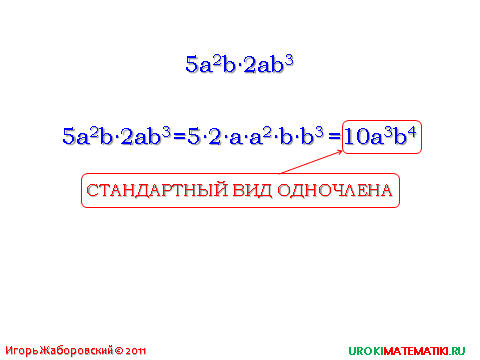 5a²b·2ab³
5a²b·2ab³=5·2·a·a²·b·b³=10a³b⁴
СТАНДАРТНЫЙ ВИД ОДНОЧЛЕНА
Игорь Жаборовский © 2011
UROKIMATEMATIKI.RU